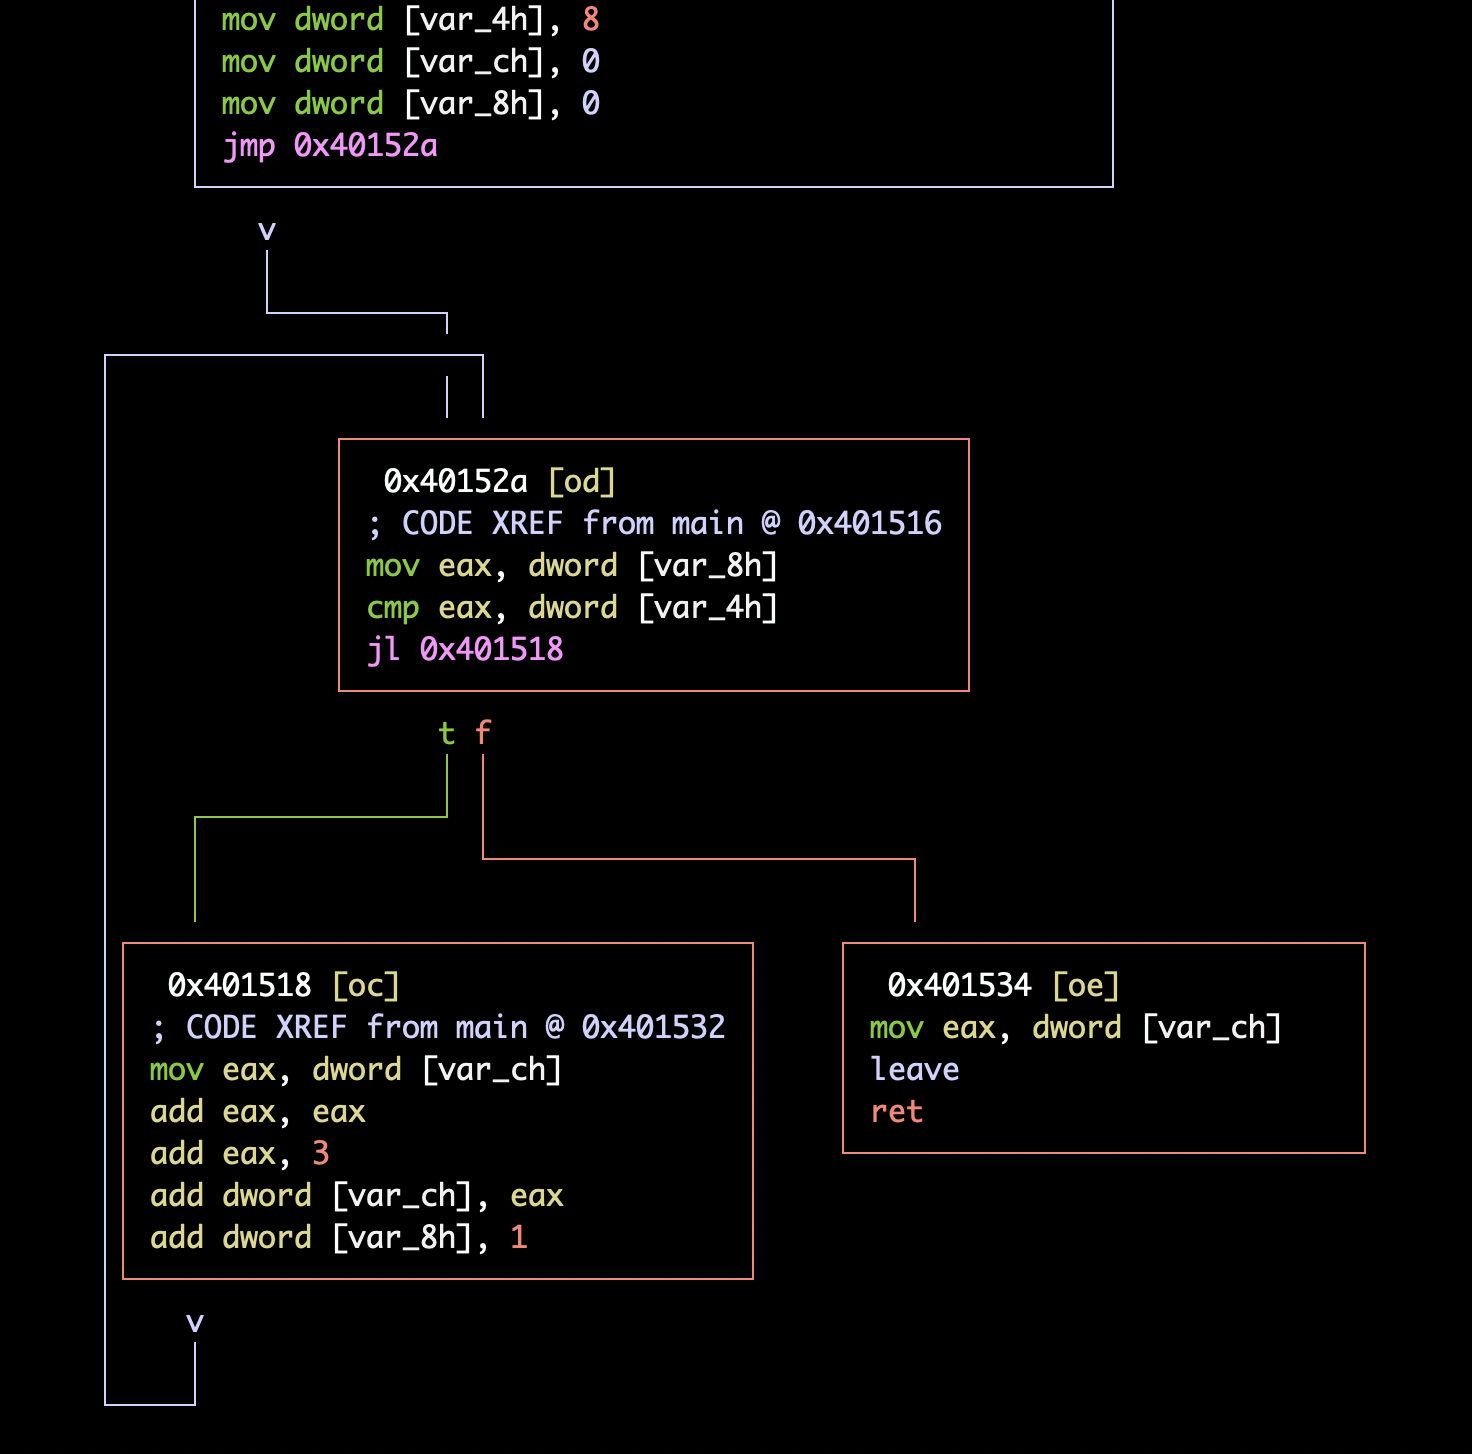 mov dword [var_4h], 8
mov dword [var_ch], 0
mov dword [var_8h], 0
jmp 0x40152a
v
0x40152a [od]
; CODE XREF from main @ 0x401516
mov eax, dword [var_8h]
cmp eax, dword [var_4h]
jl 0x401518
t f
0x401518 [oc]
; CODE XREF from main @ 0x401532
mov eax, dword [var_ch]
add eax, eax
add eax, 3
add dword [var_ch], eax
add dword [var_8h], 1
v
0x401534 [oe]
mov eax, dword [var_ch]
leave
ret